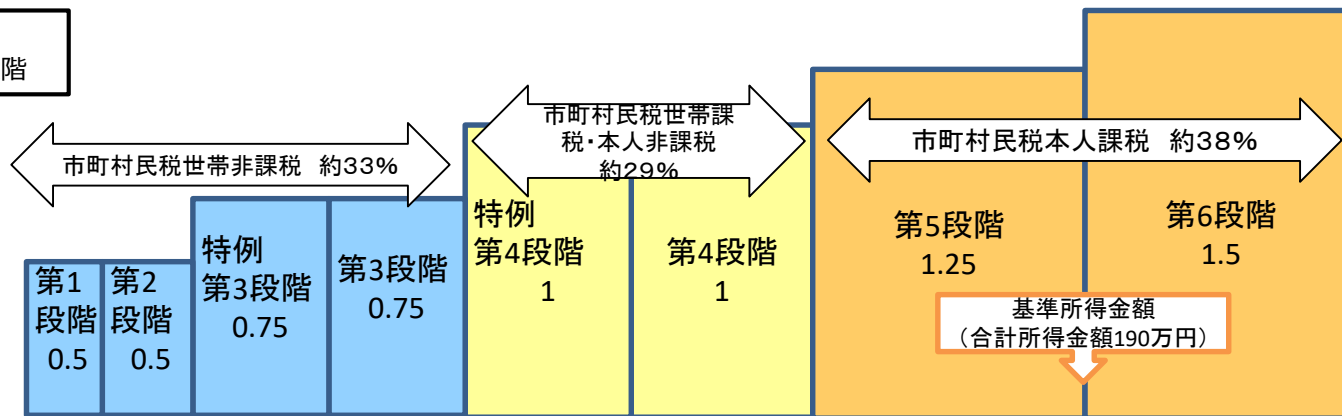 階
市町村民税世帯非課税 約33%
市町村民税世帯課
税・本人非課税
約29%
市町村民税本人課税 約38%
第1
段階
0.5
第2
段階
0.5
特例
第3段階
0.75
第3段階
0.75
特例
第4段階
1
第4段階
1
第5段階
1.25
第6段階
1.5
基準所得金額
（合計所得金額190万円）